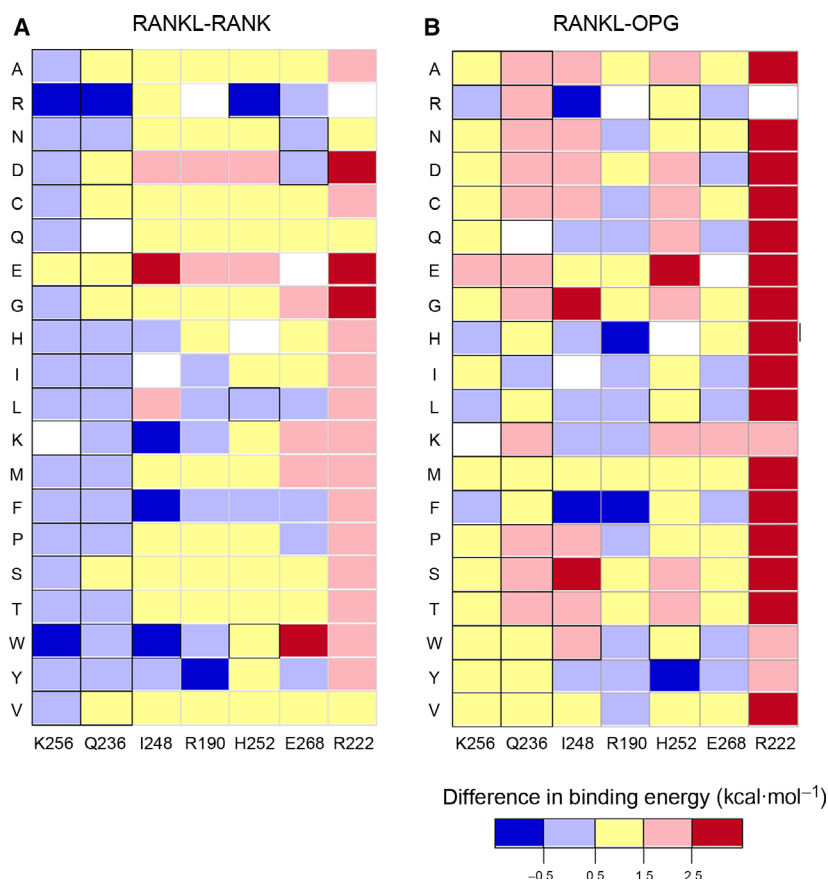 A RANKL-RANK B RANKL-OPG
A A
R R
N N
D D
C C
Q Q
E E
G G
H H
I I
L L
K K
M M
F F
P P
S S
T T
W W
Y Y
V V
K256 Q236 I248 R190 H252 E268 R222 K256 Q236 I248 R190 H252 E268 R222
Difference in binding energy (kcal·mol⁻¹)
−0.5 0.5 1.5 2.5